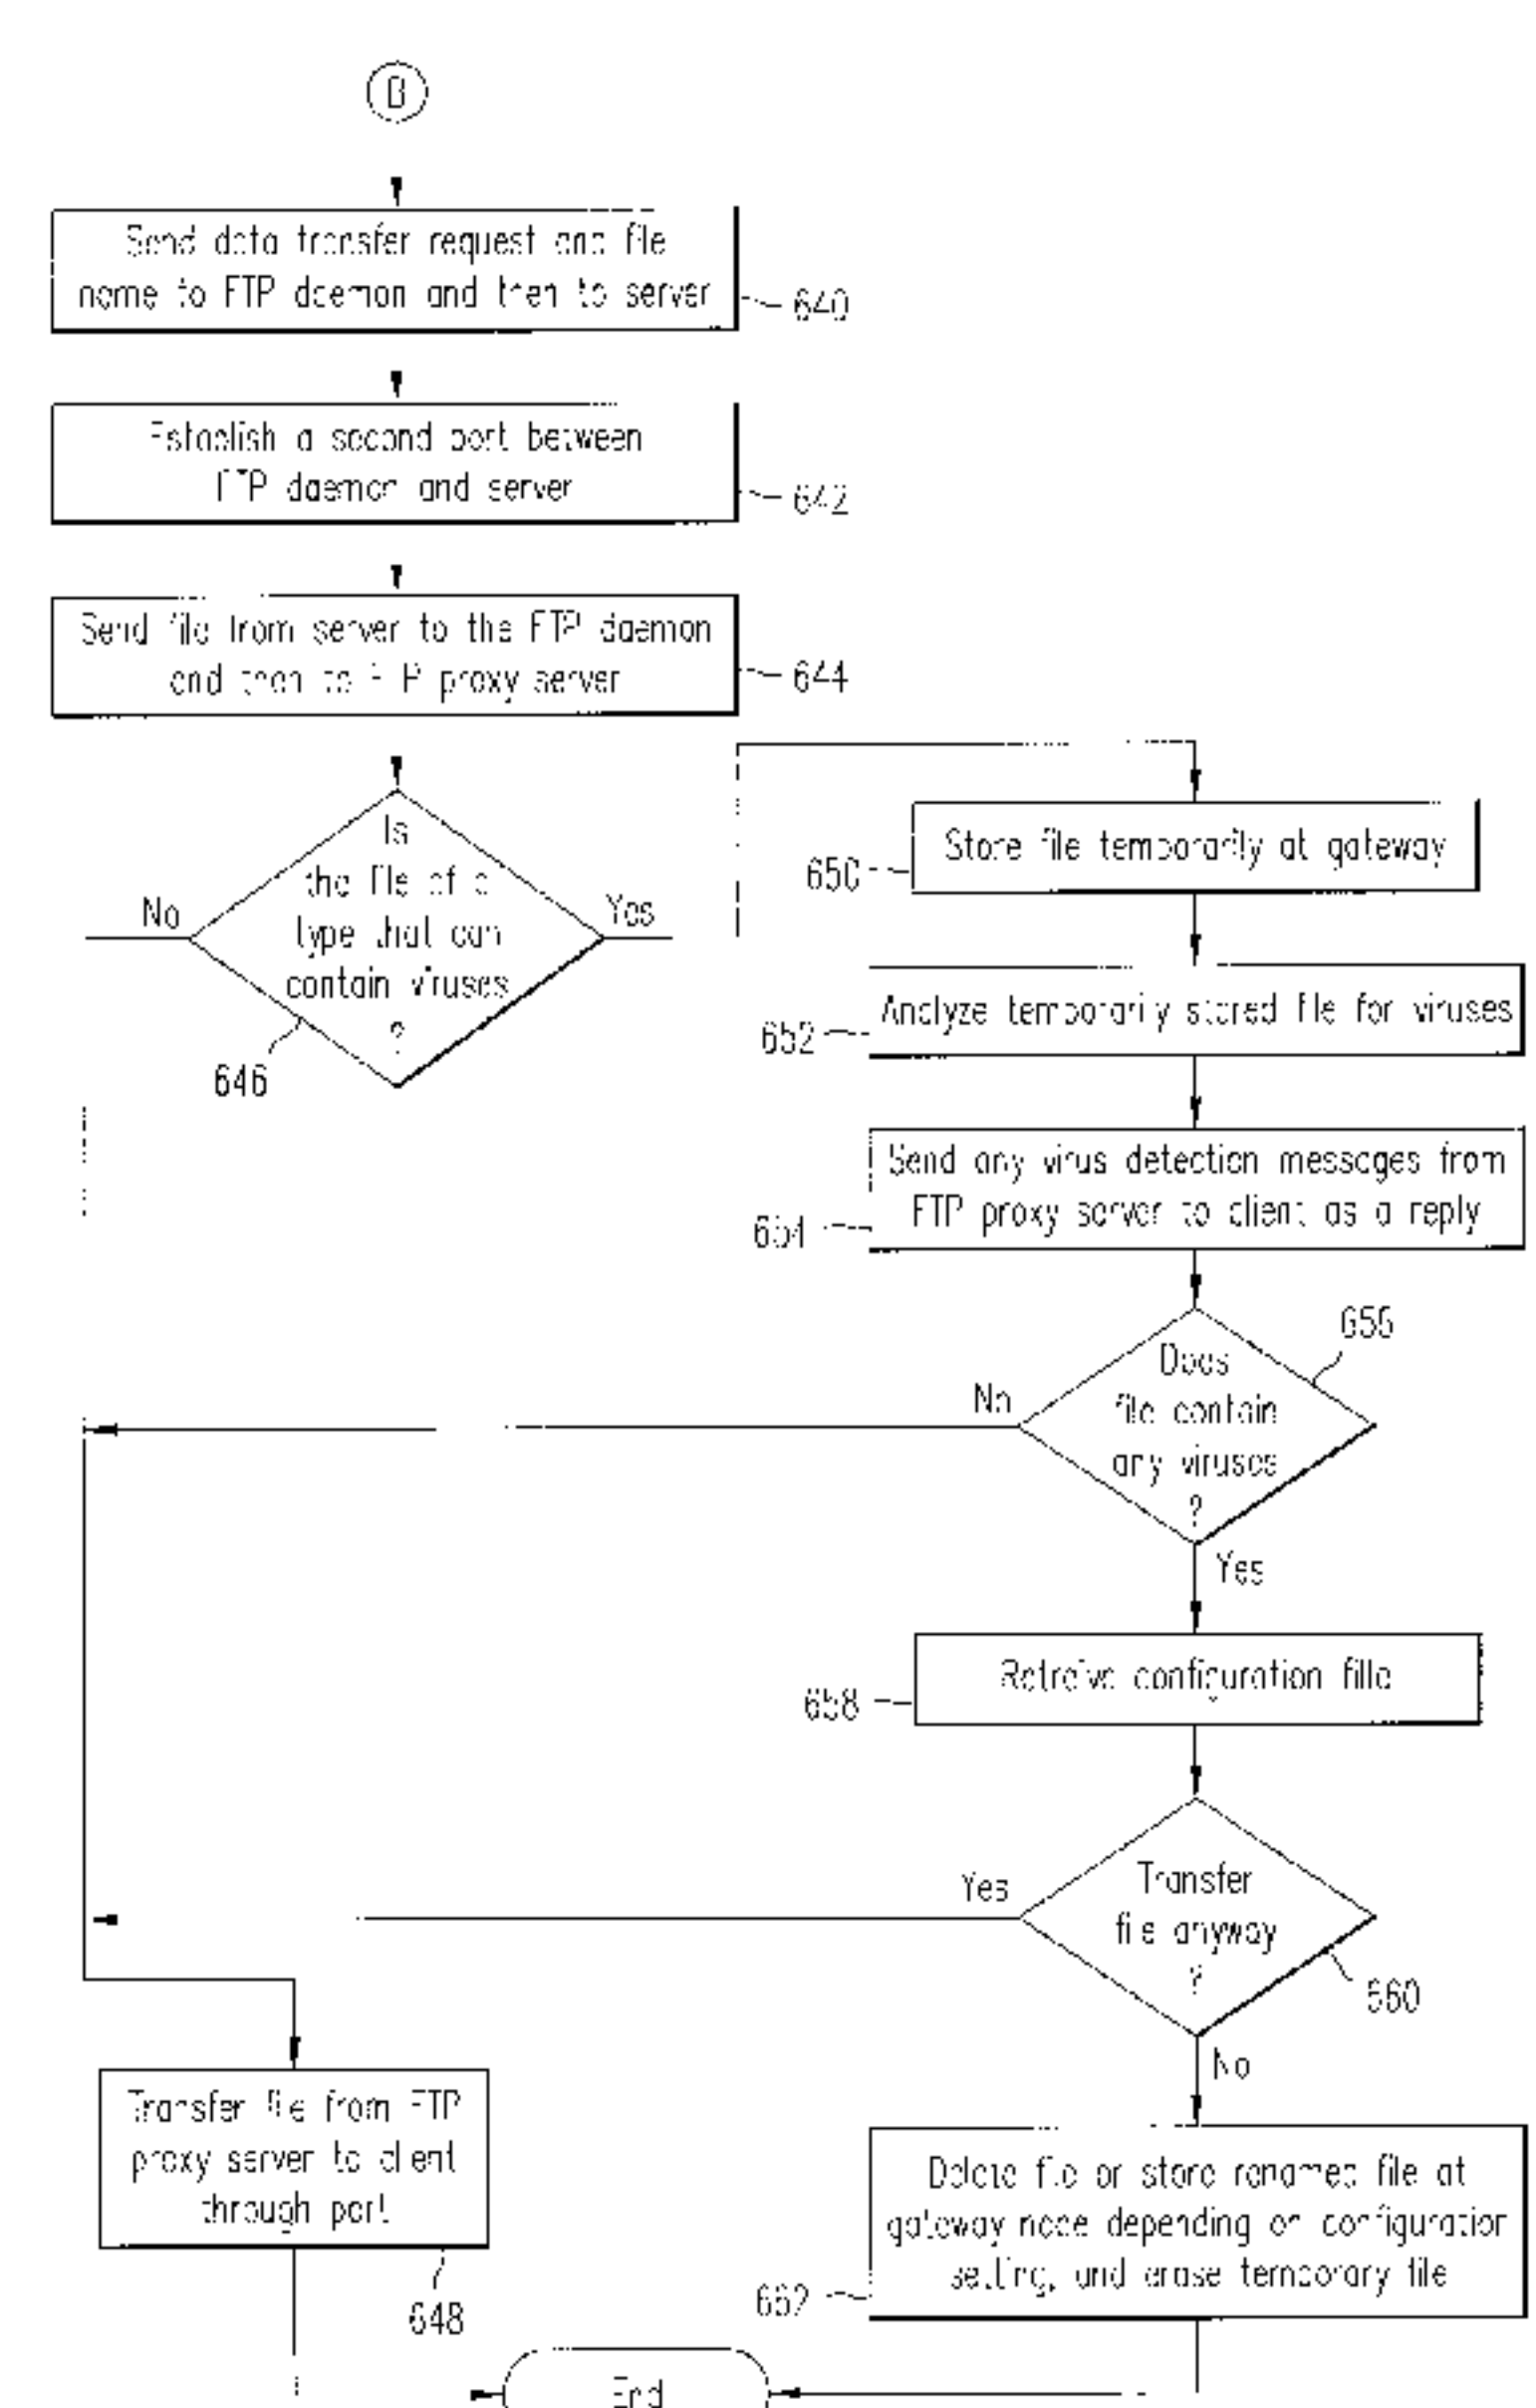 B
Send data transfer request and file
name to FTP daemon and then to server
640
Establish a second port between
FTP daemon and server
642
Send file from server to the FTP daemon
and then to FTP proxy server
644
Is
the file of a
type that can
contain viruses
?
No
Yes
646
Store file temporarily at gateway
650
Analyze temporarily stored file for viruses
652
Send any virus detection messages from
FTP proxy server to client as a reply
654
Does
file contain
any viruses
?
656
No
Yes
Retreive configuration fille
658
Transfer
file anyway
?
Yes
660
No
Transfer file from FTP
proxy server to client
through port
648
Delete file or store renamed file at
gateway node depending on configuration
setting, and erase temporary file
662
End